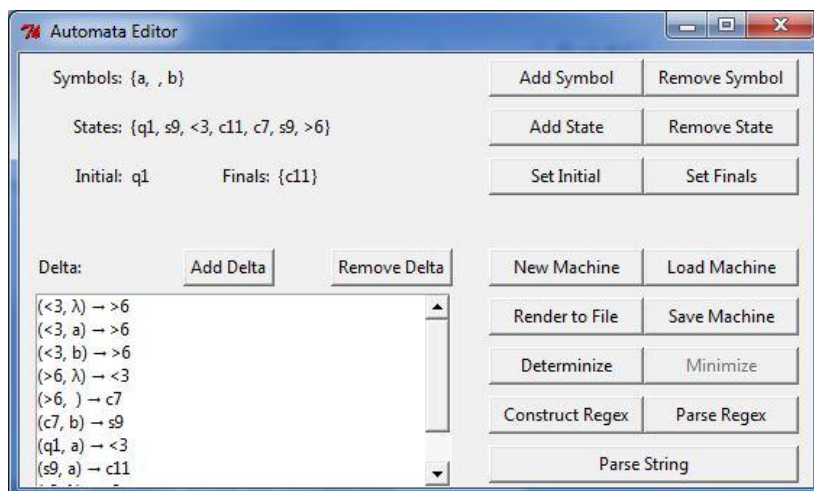 Automata Editor
Symbols: {a, , b}
Add Symbol
Remove Symbol
States: {q1, s9, <3, c11, c7, s9, >6}
Add State
Remove State
Initial: q1
Finals: {c11}
Set Initial
Set Finals
Delta:
Add Delta
Remove Delta
New Machine
Load Machine
(<3, λ) → >6
(<3, a) → >6
(<3, b) → >6
(>6, λ) → <3
(>6, ) → c7
(c7, b) → s9
(q1, a) → <3
(s9, a) → c11
Render to File
Save Machine
Determinize
Minimize
Construct Regex
Parse Regex
Parse String